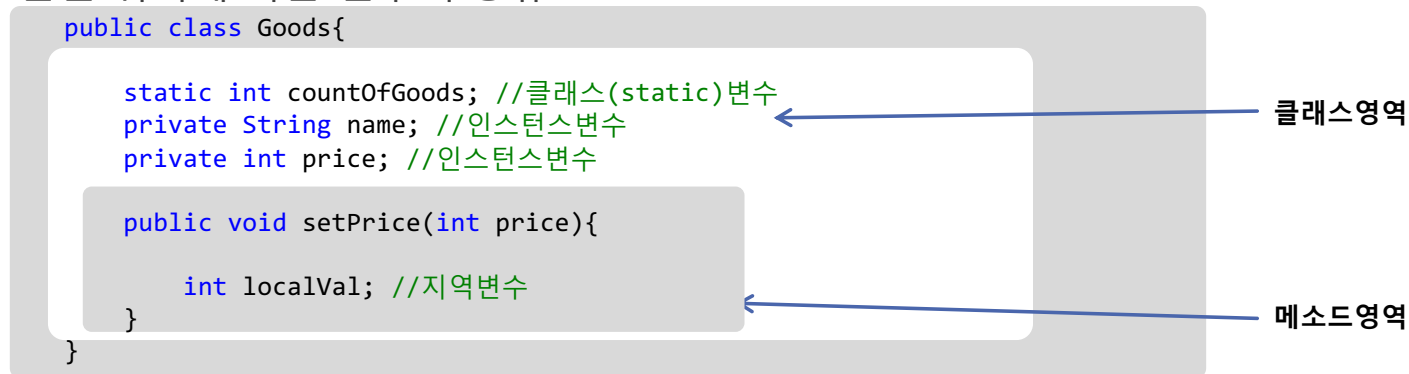 public class Goods{
static int countOfGoods; //클래스(static)변수
private String name; //인스턴스변수
private int price; //인스턴스변수
클래스영역
public void setPrice(int price){
int localVal; //지역변수
}
메소드영역
}